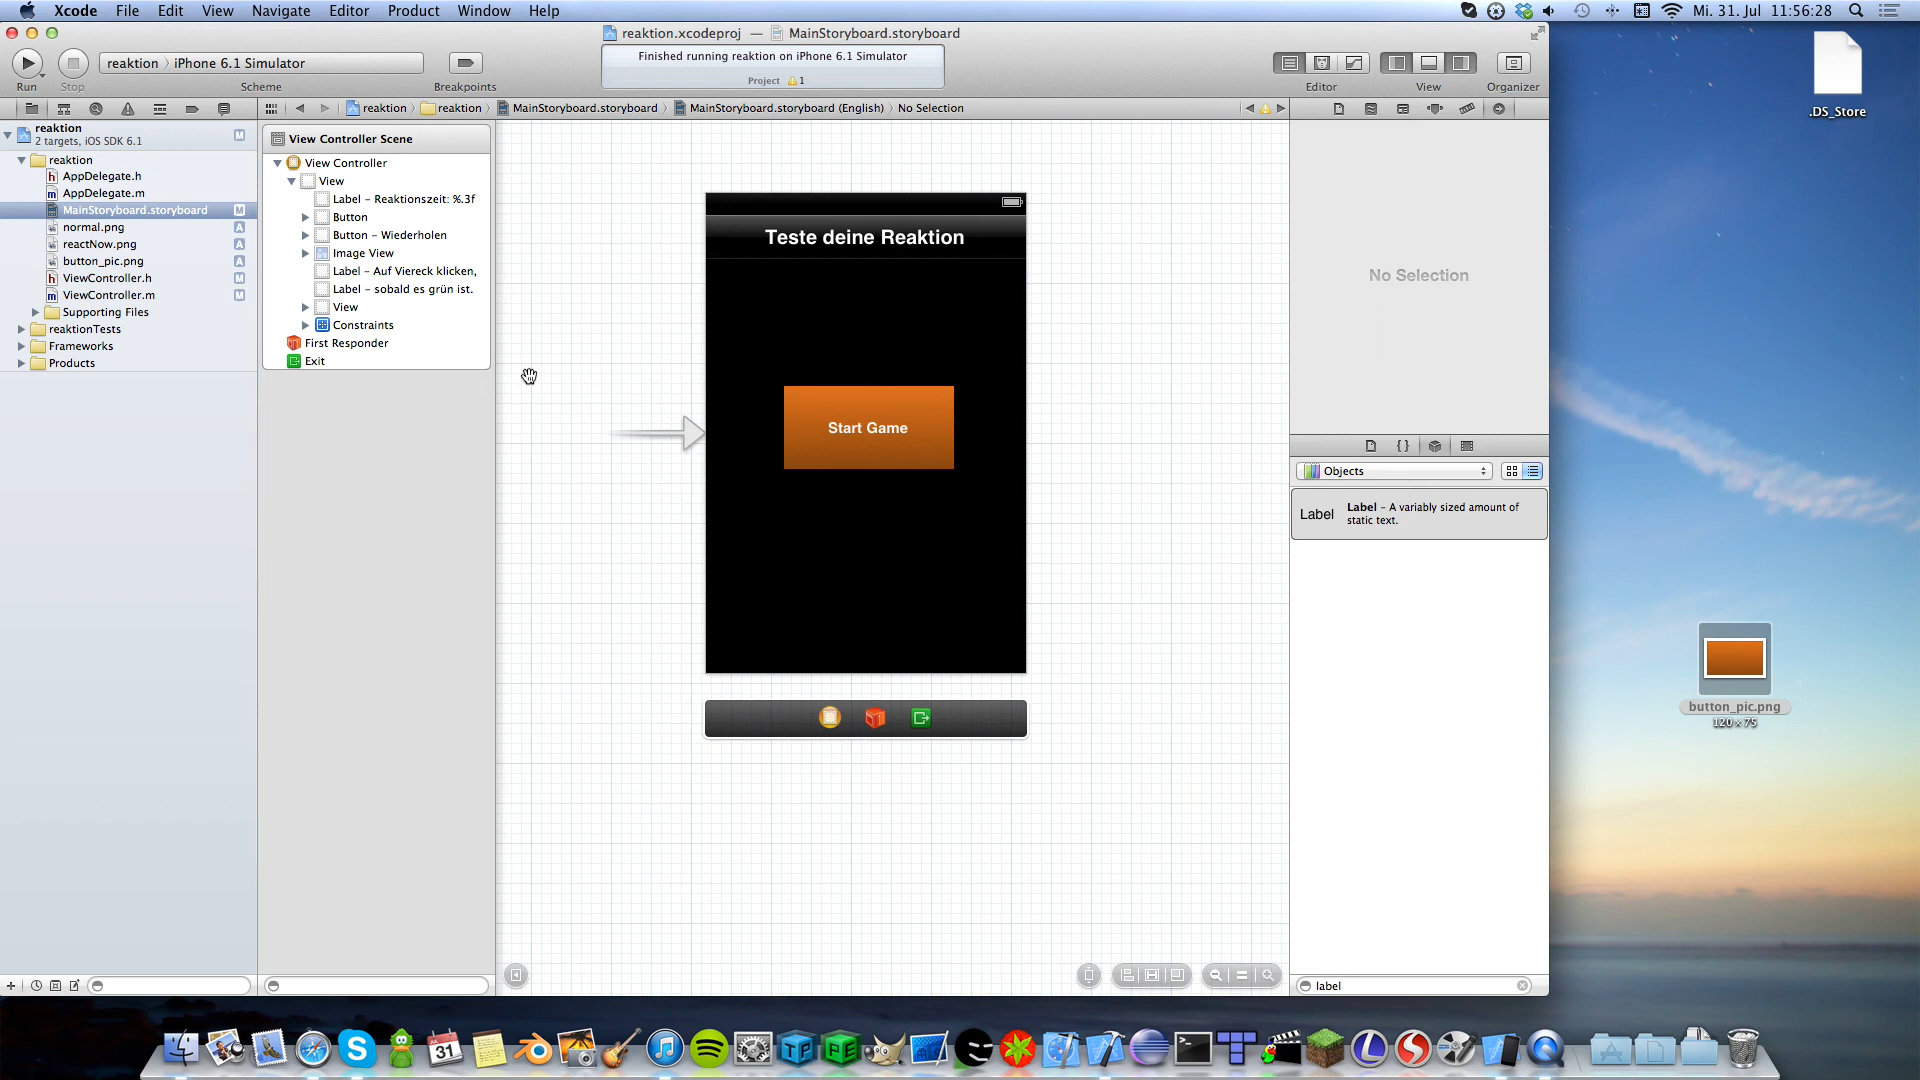 Xcode File Edit View Navigate Editor Product Window Help
Mi. 31. Jul 11:56:28
reaktion.xcodeproj — MainStoryboard.storyboard
Run Stop
reaktion iPhone 6.1 Simulator
Scheme
Breakpoints
Finished running reaktion on iPhone 6.1 Simulator
Project 1
Editor View Organizer
reaktion reaktion MainStoryboard.storyboard MainStoryboard.storyboard (English) No Selection
reaktion M
2 targets, iOS SDK 6.1
reaktion
h AppDelegate.h
m AppDelegate.m
MainStoryboard.storyboard M
normal.png A
reactNow.png A
button_pic.png A
h ViewController.h M
m ViewController.m M
Supporting Files
reaktionTests
Frameworks
Products
View Controller Scene
View Controller
View
Label – Reaktionszeit: %.3f
Button
Button – Wiederholen
Image View
Label – Auf Viereck klicken,
Label – sobald es grün ist.
View
Constraints
First Responder
Exit
Teste deine Reaktion
Start Game
No Selection
{ }
Objects
Label
Label – A variably sized amount of
static text.
label
.DS_Store
button_pic.png
120 × 75
JUL
31
TP
PE